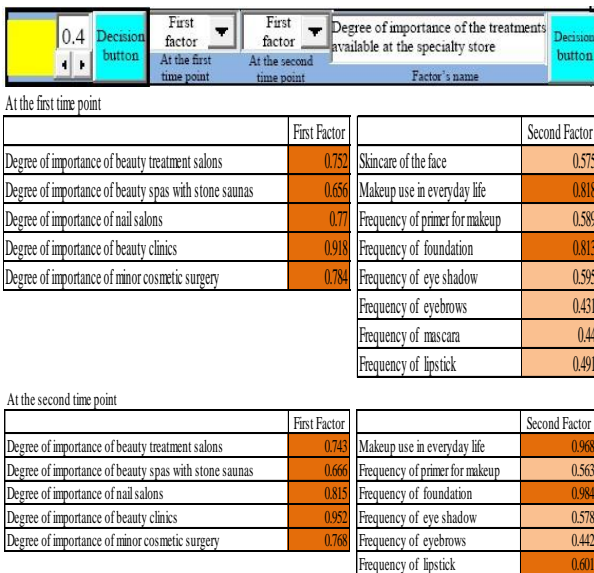 0.4
Decision button
First factor
At the first time point
First factor
At the second time point
Degree of importance of the treatments available at the specialty store
Factor's name
Decision button
At the first time point
First Factor
Degree of importance of beauty treatment salons 0.752
Degree of importance of beauty spas with stone saunas 0.656
Degree of importance of nail salons 0.77
Degree of importance of beauty clinics 0.918
Degree of importance of minor cosmetic surgery 0.784
Second Factor
Skincare of the face 0.575
Makeup use in everyday life 0.818
Frequency of primer for makeup 0.589
Frequency of foundation 0.813
Frequency of eye shadow 0.595
Frequency of eyebrows 0.431
Frequency of mascara 0.44
Frequency of lipstick 0.491
At the second time point
First Factor
Degree of importance of beauty treatment salons 0.743
Degree of importance of beauty spas with stone saunas 0.666
Degree of importance of nail salons 0.815
Degree of importance of beauty clinics 0.952
Degree of importance of minor cosmetic surgery 0.768
Second Factor
Makeup use in everyday life 0.968
Frequency of primer for makeup 0.563
Frequency of foundation 0.984
Frequency of eye shadow 0.578
Frequency of eyebrows 0.442
Frequency of lipstick 0.601